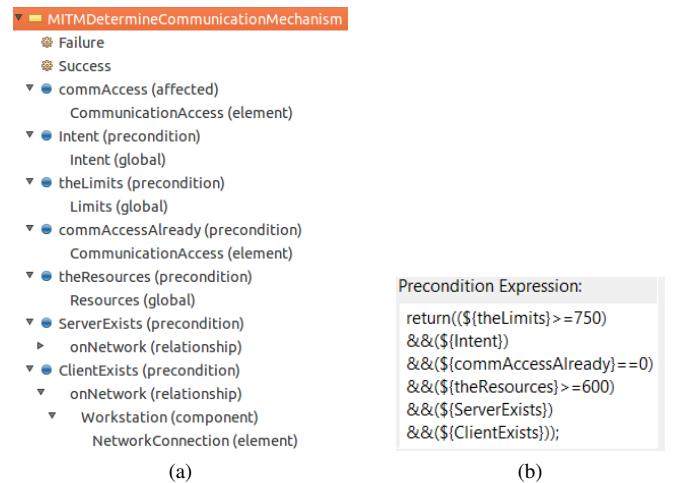 MITMDetermineCommunicationMechanism
Failure
Success
commAccess (affected)
CommunicationAccess (element)
Intent (precondition)
Intent (global)
theLimits (precondition)
Limits (global)
commAccessAlready (precondition)
CommunicationAccess (element)
theResources (precondition)
Resources (global)
ServerExists (precondition)
onNetwork (relationship)
ClientExists (precondition)
onNetwork (relationship)
Workstation (component)
NetworkConnection (element)
(a)
Precondition Expression:
return((${theLimits}>=750)
&&(${Intent})
&&(${commAccessAlready}==0)
&&(${theResources}>=600)
&&(${ServerExists})
&&(${ClientExists}));
(b)